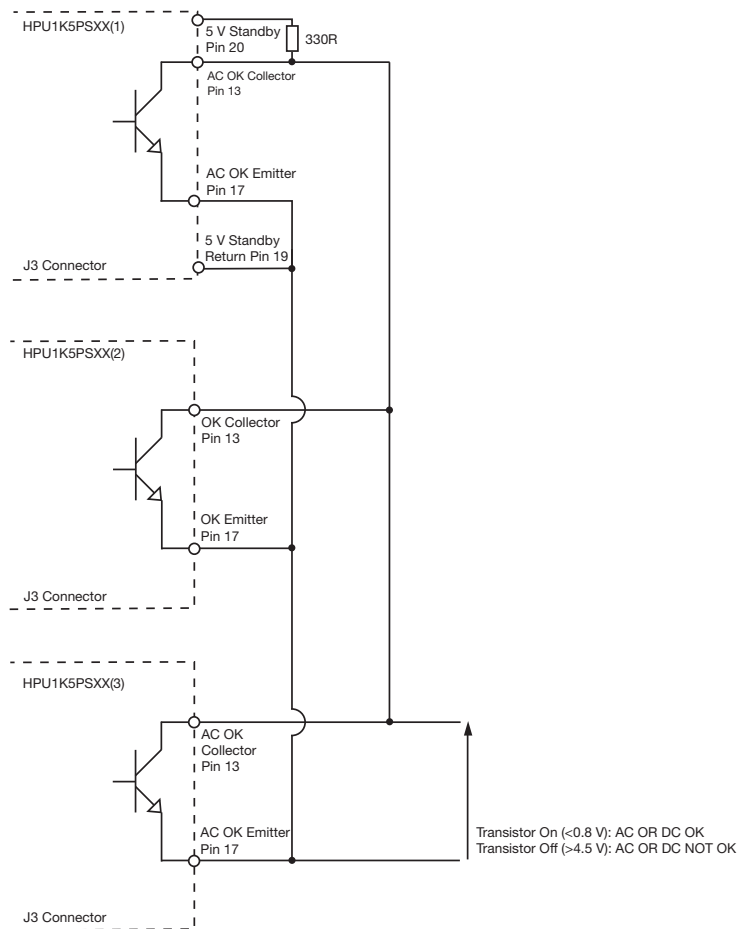 HPU1K5PSXX(1)
5 V Standby
Pin 20
330R
AC OK Collector
Pin 13
AC OK Emitter
Pin 17
5 V Standby
Return Pin 19
J3 Connector
HPU1K5PSXX(2)
OK Collector
Pin 13
OK Emitter
Pin 17
J3 Connector
HPU1K5PSXX(3)
AC OK
Collector
Pin 13
AC OK Emitter
Pin 17
Transistor On (<0.8 V): AC OR DC OK
Transistor Off (>4.5 V): AC OR DC NOT OK
J3 Connector